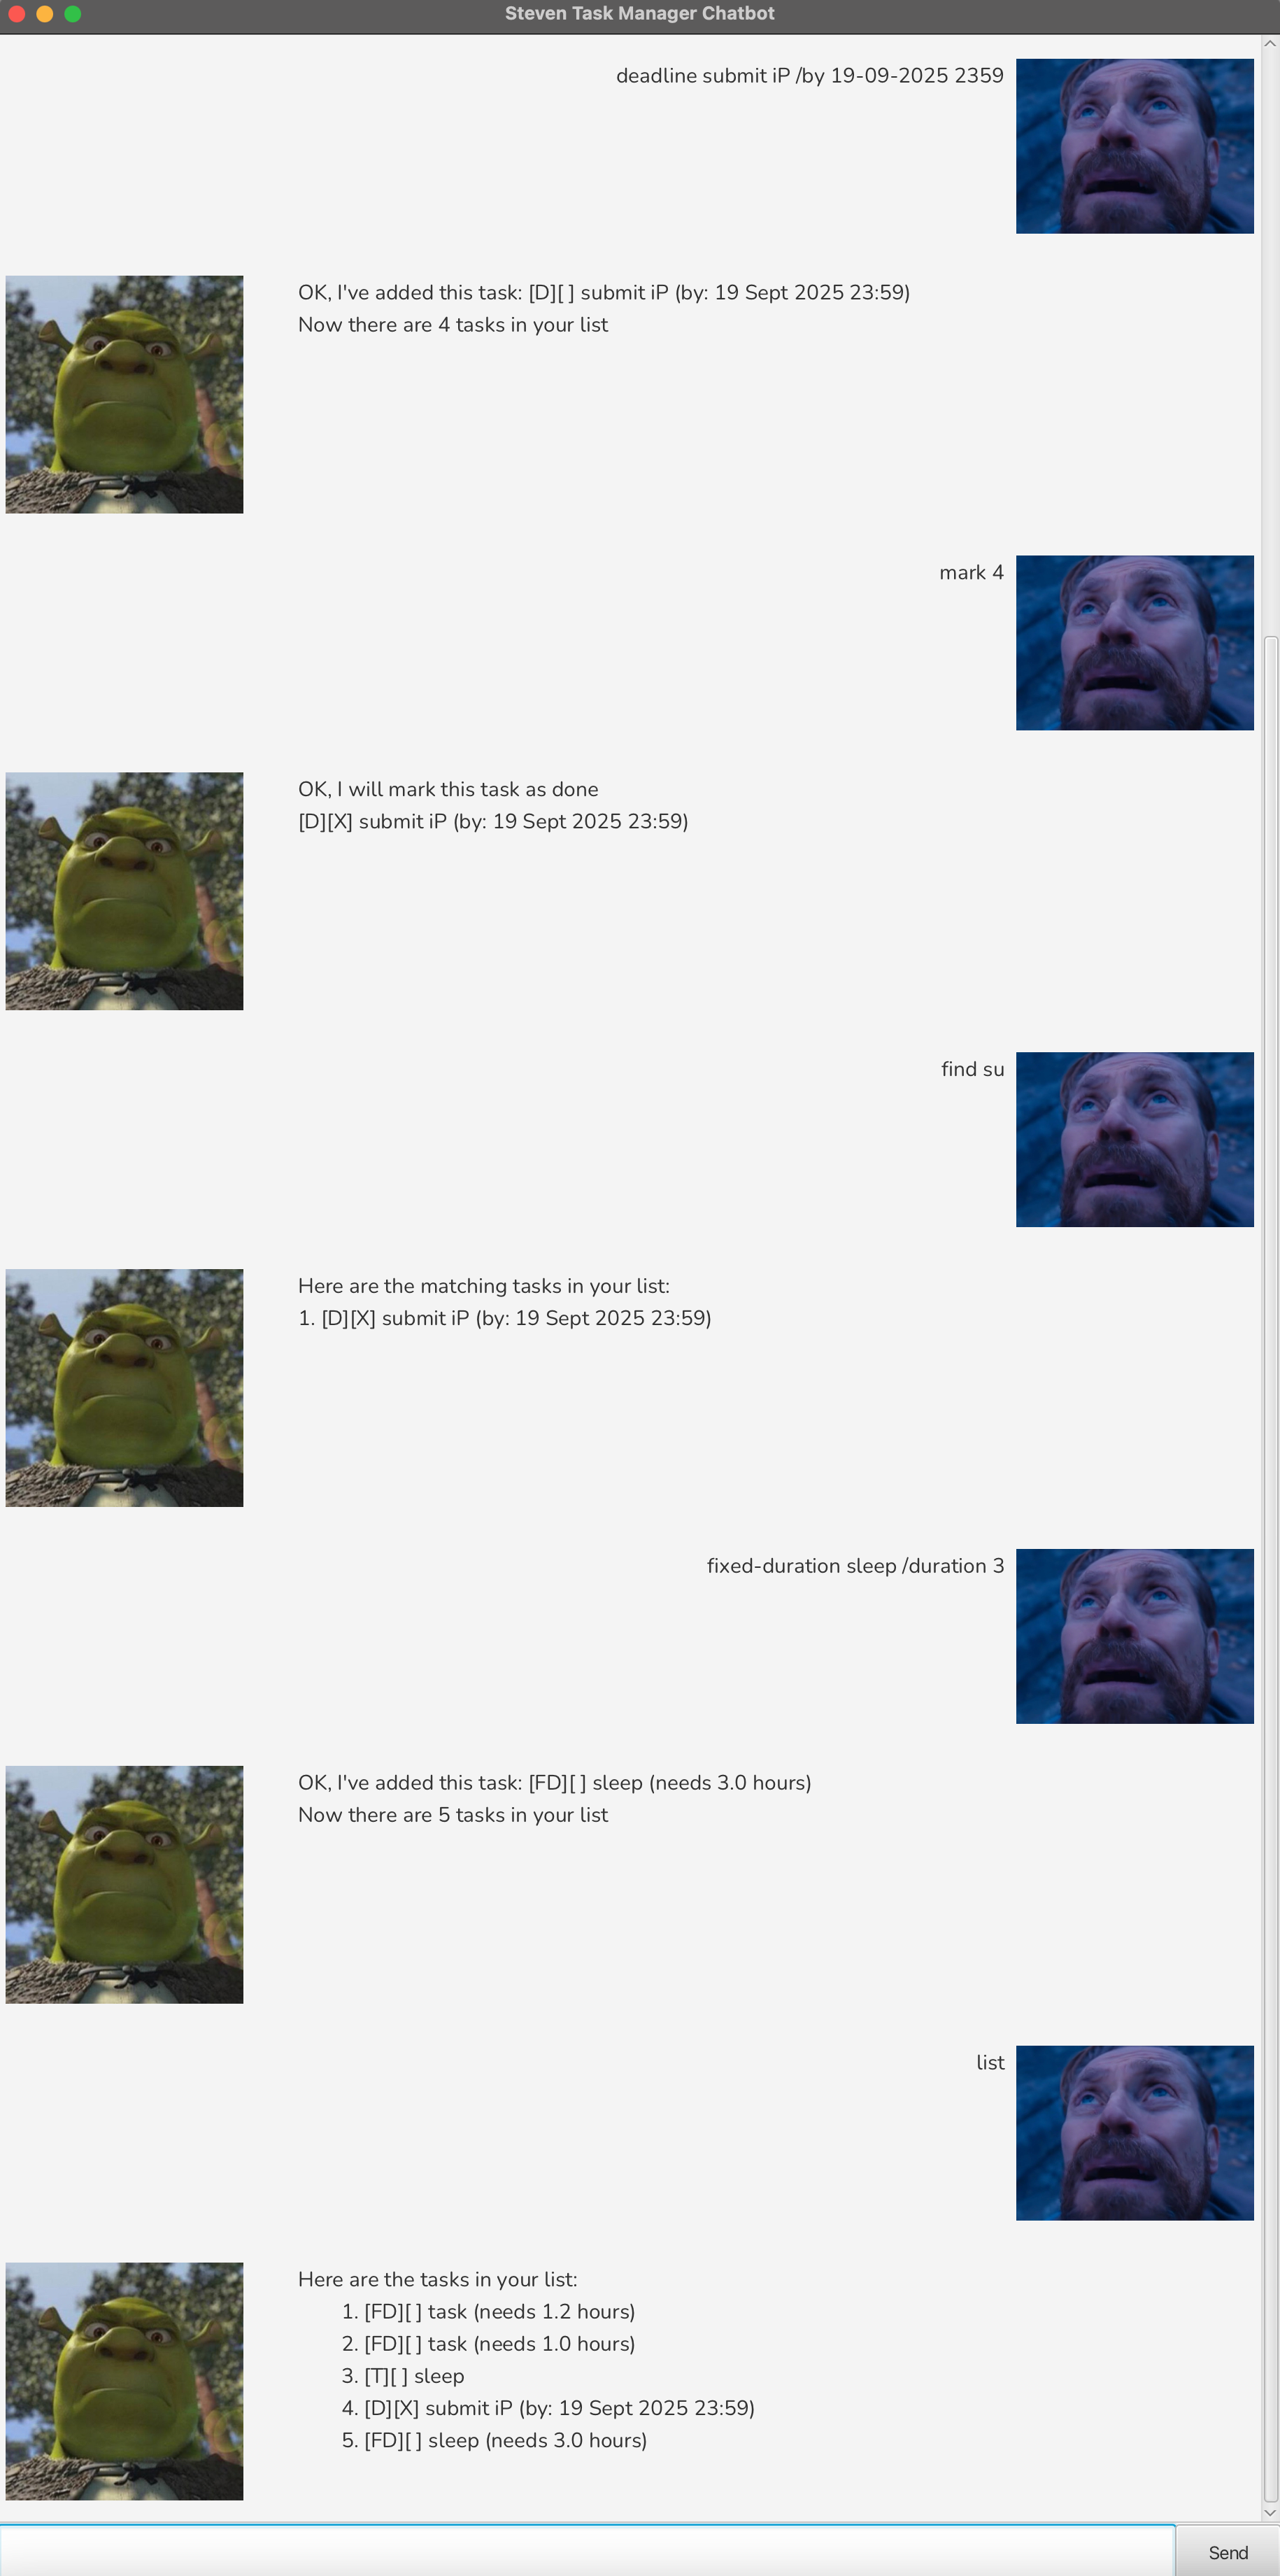 Steven Task Manager Chatbot
deadline submit iP /by 19-09-2025 2359
OK, I've added this task: [D][ ] submit iP (by: 19 Sept 2025 23:59)
Now there are 4 tasks in your list
mark 4
OK, I will mark this task as done
[D][X] submit iP (by: 19 Sept 2025 23:59)
find su
Here are the matching tasks in your list:
1. [D][X] submit iP (by: 19 Sept 2025 23:59)
fixed-duration sleep /duration 3
OK, I've added this task: [FD][ ] sleep (needs 3.0 hours)
Now there are 5 tasks in your list
list
Here are the tasks in your list:
1. [FD][ ] task (needs 1.2 hours)
2. [FD][ ] task (needs 1.0 hours)
3. [T][ ] sleep
4. [D][X] submit iP (by: 19 Sept 2025 23:59)
5. [FD][ ] sleep (needs 3.0 hours)
Send